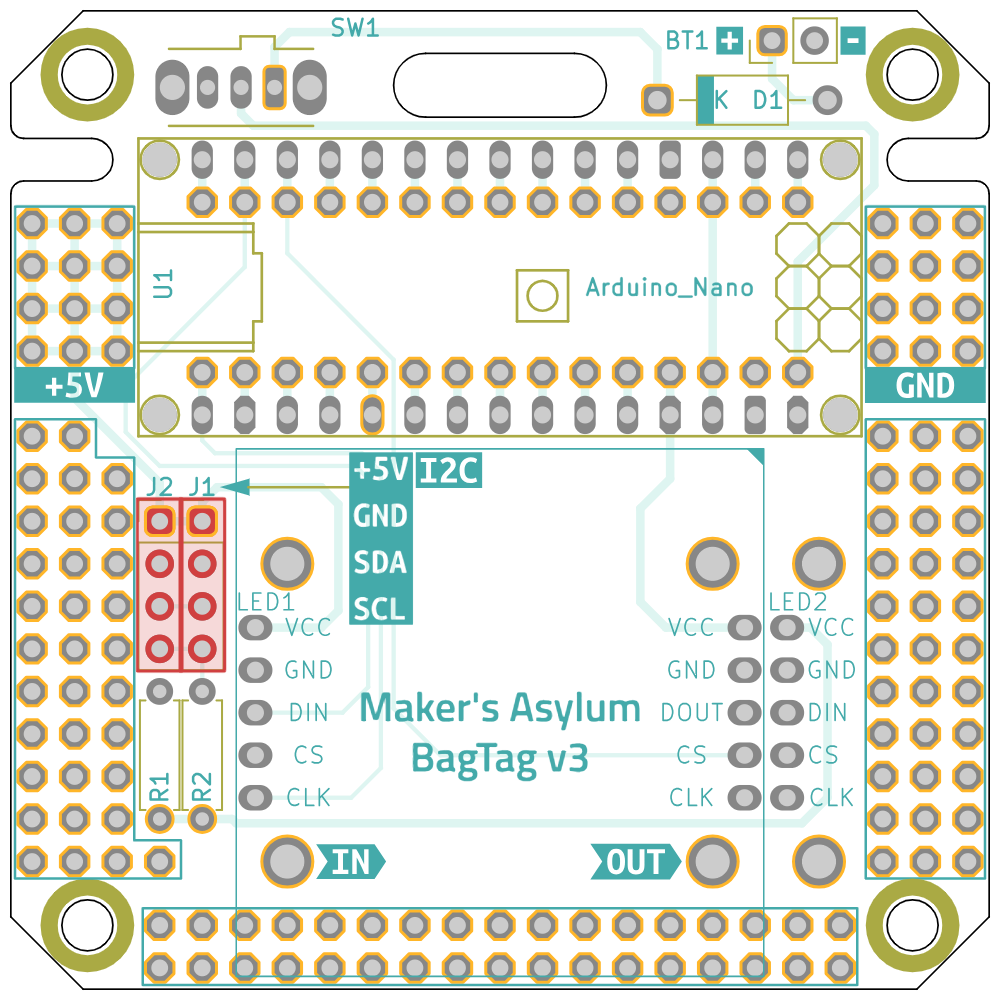 SW1
BT1 + -
K D1
U1
Arduino_Nano
+5V
GND
+5V I2C
GND
SDA
SCL
J2 J1
LED1
VCC
GND
DIN
CS
CLK
VCC
GND
DOUT
CS
CLK
LED2
VCC
GND
DIN
CS
CLK
Maker's Asylum
BagTag v3
R1 R2
IN
OUT